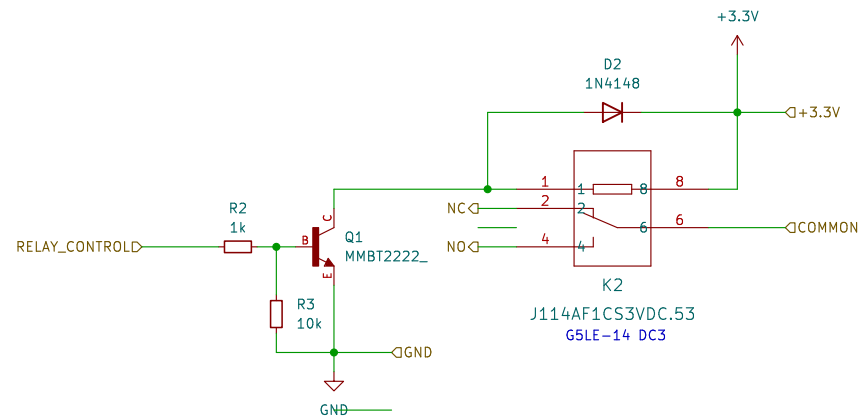 +3.3V
D2
1N4148
+3.3V
1
1
8
8
NC
2
2
R2
1k
C
6
6
COMMON
RELAY_CONTROL
B
Q1
NO
4
4
MMBT2222_
E
K2
R3
10k
J114AF1CS3VDC.53
G5LE-14 DC3
GND
GND